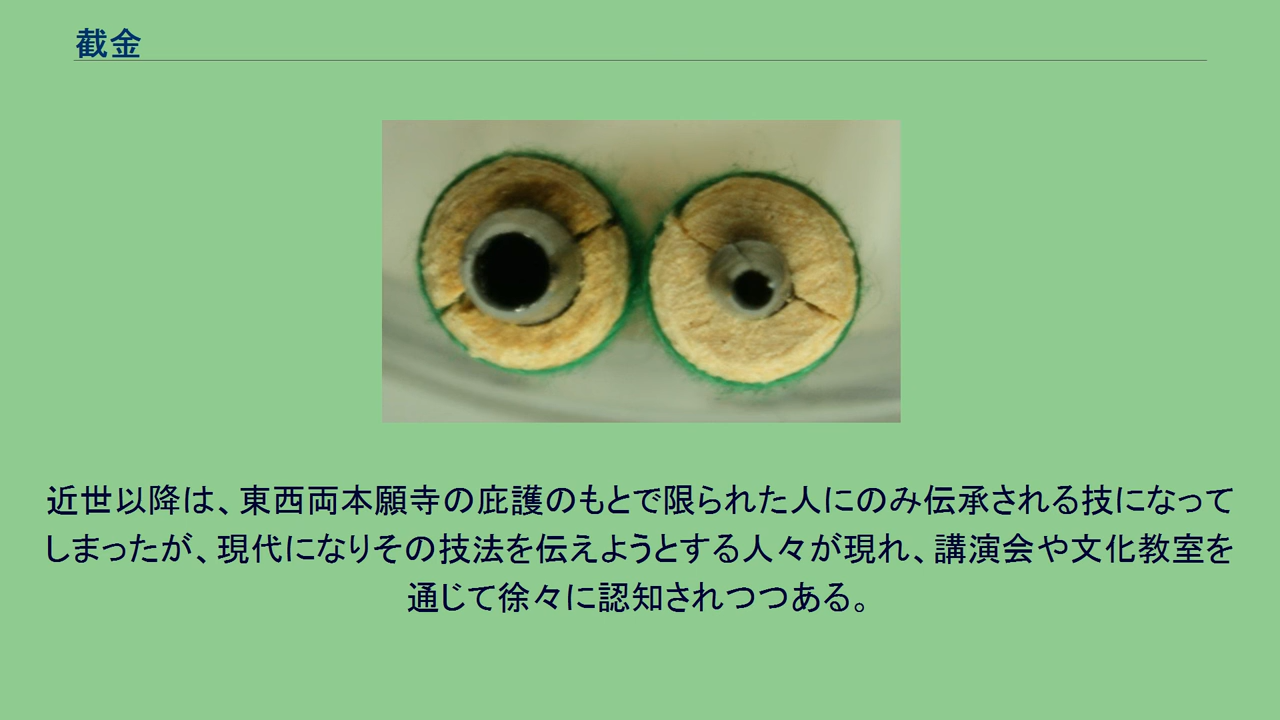 截金
近世以降は、東西両本願寺の庇護のもとで限られた人にのみ伝承される技になって
しまったが、現代になりその技法を伝えようとする人々が現れ、講演会や文化教室を
通じて徐々に認知されつつある。